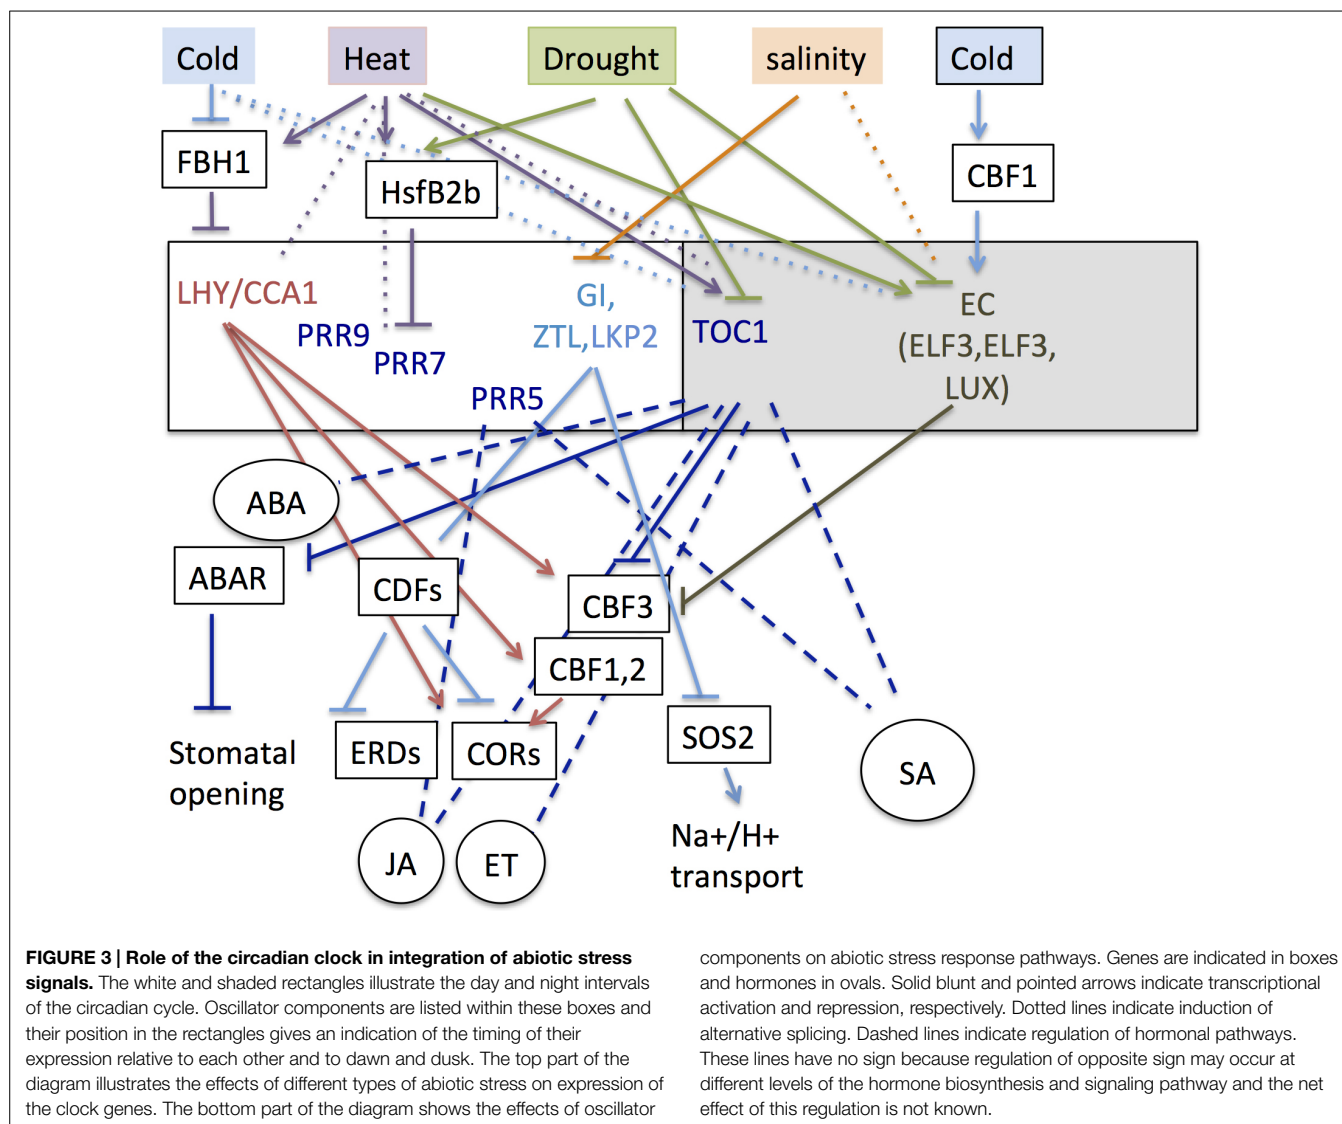 Cold
Heat
Drought
salinity
Cold
FBH1
HsfB2b
CBF1
LHY/CCA1
PRR9
PRR7
PRR5
GI,
ZTL,LKP2
TOC1
EC
(ELF3,ELF3,
LUX)
ABA
ABAR
CDFs
CBF3
CBF1,2
ERDs
CORs
SOS2
SA
Stomatal
opening
JA
ET
Na+/H+
transport
FIGURE 3 | Role of the circadian clock in integration of abiotic stress
signals. The white and shaded rectangles illustrate the day and night intervals
of the circadian cycle. Oscillator components are listed within these boxes and
their position in the rectangles gives an indication of the timing of their
expression relative to each other and to dawn and dusk. The top part of the
diagram illustrates the effects of different types of abiotic stress on expression of
the clock genes. The bottom part of the diagram shows the effects of oscillator
components on abiotic stress response pathways. Genes are indicated in boxes
and hormones in ovals. Solid blunt and pointed arrows indicate transcriptional
activation and repression, respectively. Dotted lines indicate induction of
alternative splicing. Dashed lines indicate regulation of hormonal pathways.
These lines have no sign because regulation of opposite sign may occur at
different levels of the hormone biosynthesis and signaling pathway and the net
effect of this regulation is not known.